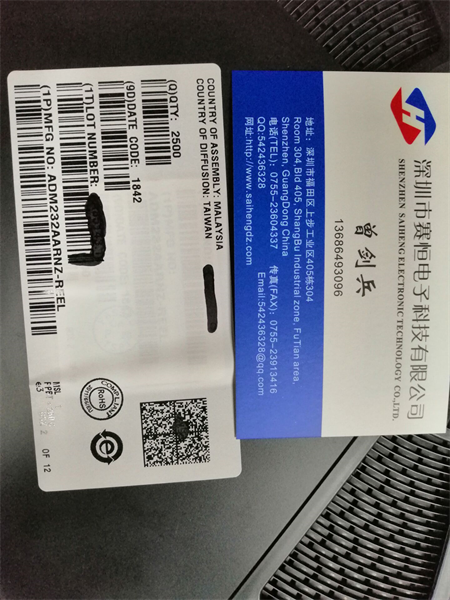 COUNTRY OF ASSEMBLY: MALAYSIA
COUNTRY OF DIFFUSION: TAIWAN
(Q)QTY: 2500
(9D)DATE CODE: 1842
(1T)LOT NUMBER:
(1P)MFG NO: ADM232AARNZ-REEL
MSL
e3
OF 12
COMPLIANT
RoHS
e
H
深圳市赛恒电子科技有限公司
SHENZHEN SAIHENG ELECTRONIC TECHNOLOGY CO.,LTD.
曾剑兵
13686493096
地址：深圳市福田区上步工业区405栋304
Room 304,Bld 405, ShangBu Industrial zone, FuTian area,
Shenzhen, GuangDong China
电话(TEL): 0755-23604337 传真(FAX): 0755-23913416
QQ:542436328 Email:542436328@qq.com
网址:http://www.saihengdz.com